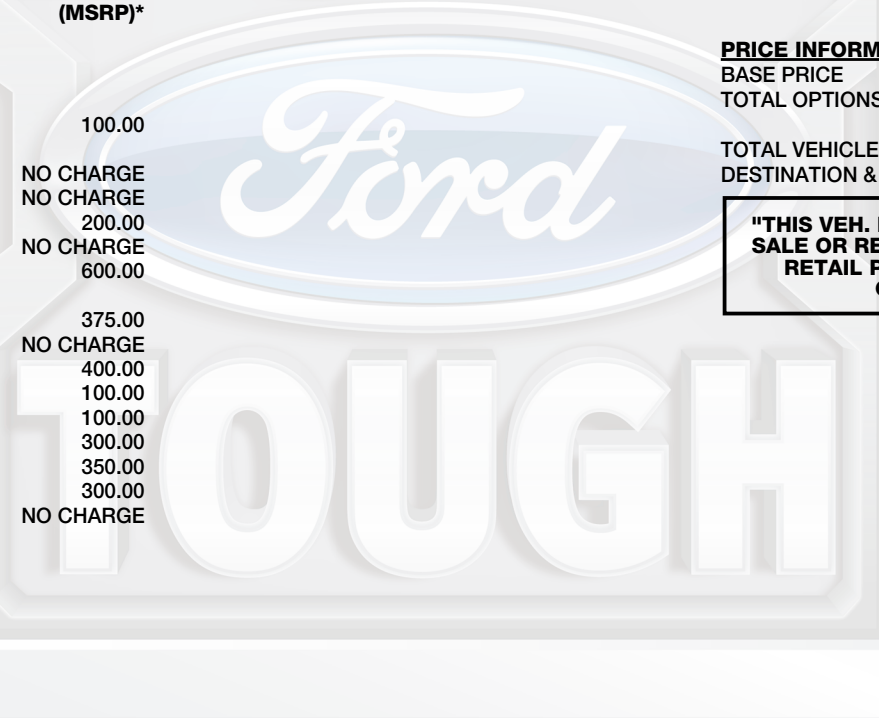 (MSRP)*
100.00
NO CHARGE
NO CHARGE
200.00
NO CHARGE
600.00
375.00
NO CHARGE
400.00
100.00
100.00
300.00
350.00
300.00
NO CHARGE
PRICE INFORM
BASE PRICE
TOTAL OPTIONS
TOTAL VEHICLE
DESTINATION &
"THIS VEH.
SALE OR RE
RETAIL P
Ford
TOUGH